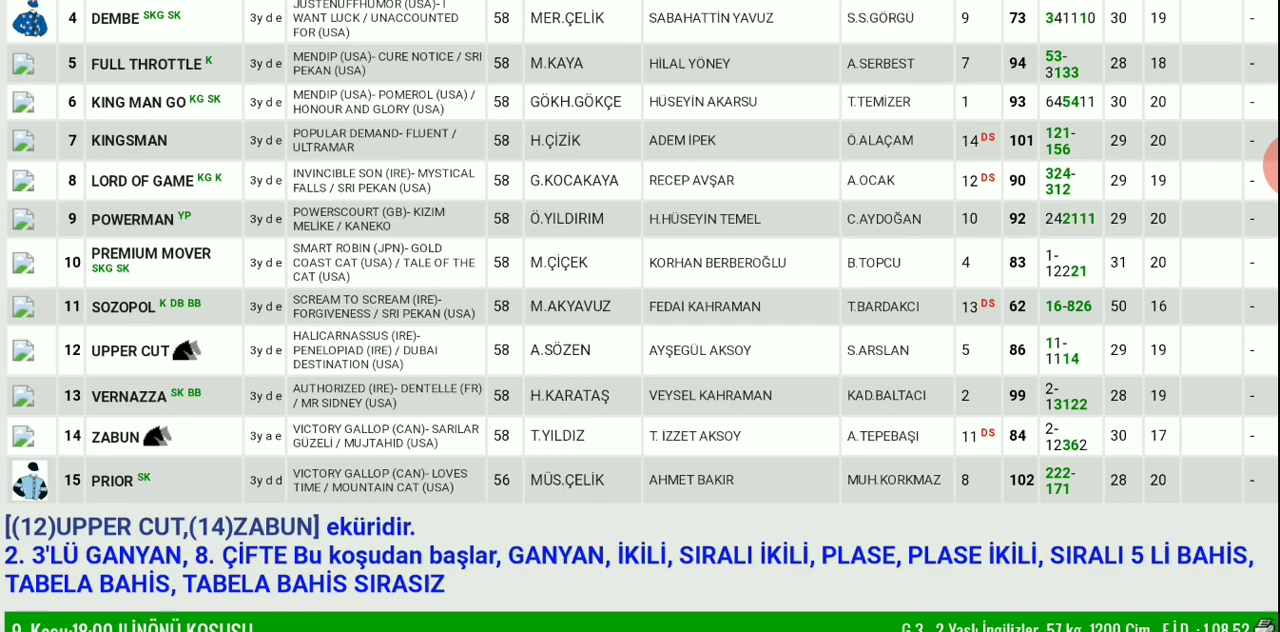 JUSTENUFFHUMOR (USA)- I
4 DEMBE SKG SK 3y d e WANT LUCK / UNACCOUNTED 58 MER.ÇELİK SABAHATTİN YAVUZ S.S.GÖRGÜ 9 73 341110 30 19 -
FOR (USA)
5 FULL THROTTLE K 3y d e MENDIP (USA)- CURE NOTICE / SRI 58 M.KAYA HİLAL YÖNEY A.SERBEST 7 94 53- 28 18 -
PEKAN (USA) 3133
6 KING MAN GO KG SK 3y d e MENDIP (USA)- POMEROL (USA) / 58 GÖKH.GÖKÇE HÜSEYİN AKARSU T.TEMİZER 1 93 645411 30 20 -
HONOUR AND GLORY (USA)
7 KINGSMAN 3y d e POPULAR DEMAND- FLUENT / 58 H.ÇİZİK ADEM İPEK Ö.ALAÇAM 14 DS 101 121- 29 20 -
ULTRAMAR 156
8 LORD OF GAME KG K 3y d e INVINCIBLE SON (IRE)- MYSTICAL 58 G.KOCAKAYA RECEP AVŞAR A.OCAK 12 DS 90 324- 29 19 -
FALLS / SRI PEKAN (USA) 312
9 POWERMAN YP 3y d e POWERSCOURT (GB)- KIZIM 58 Ö.YILDIRIM H.HÜSEYİN TEMEL C.AYDOĞAN 10 92 242111 29 20 -
MELİKE / KANEKO
SMART ROBIN (JPN)- GOLD
10 PREMIUM MOVER 3y d e COAST CAT (USA) / TALE OF THE 58 M.ÇİÇEK KORHAN BERBEROĞLU B.TOPCU 4 83 1- 31 20 -
SKG SK CAT (USA) 12221
11 SOZOPOL K DB BB 3y d e SCREAM TO SCREAM (IRE)- 58 M.AKYAVUZ FEDAİ KAHRAMAN T.BARDAKCI 13 DS 62 16-826 50 16 -
FORGIVENESS / SRI PEKAN (USA)
HALICARNASSUS (IRE)-
12 UPPER CUT 3y d e PENELOPIAD (IRE) / DUBAI 58 A.SÖZEN AYŞEGÜL AKSOY S.ARSLAN 5 86 11- 29 19 -
DESTINATION (USA) 1114
13 VERNAZZA SK BB 3y d e AUTHORIZED (IRE)- DENTELLE (FR) 58 H.KARATAŞ VEYSEL KAHRAMAN KAD.BALTACI 2 99 2- 28 19 -
/ MR SIDNEY (USA) 13122
14 ZABUN 3y a e VICTORY GALLOP (CAN)- SARILAR 58 T.YILDIZ T. İZZET AKSOY A.TEPEBAŞI 11 DS 84 2- 30 17 -
GÜZELİ / MUJTAHID (USA) 12362
15 PRIOR SK 3y d d VICTORY GALLOP (CAN)- LOVES 56 MÜS.ÇELİK AHMET BAKIR MUH.KORKMAZ 8 102 222- 28 20 -
TIME / MOUNTAIN CAT (USA) 171
[(12)UPPER CUT,(14)ZABUN] eküridir.
2. 3'LÜ GANYAN, 8. ÇİFTE Bu koşudan başlar, GANYAN, İKİLİ, SIRALI İKİLİ, PLASE, PLASE İKİLİ, SIRALI 5 Lİ BAHİS,
TABELA BAHİS, TABELA BAHİS SIRASIZ
9. Koşu:18:00 II.İNÖNÜ KOŞUSU G 3 , 2 Yaşlı İngilizler, 57 kg, 1200 Çim , E.İ.D. : 1.08.52